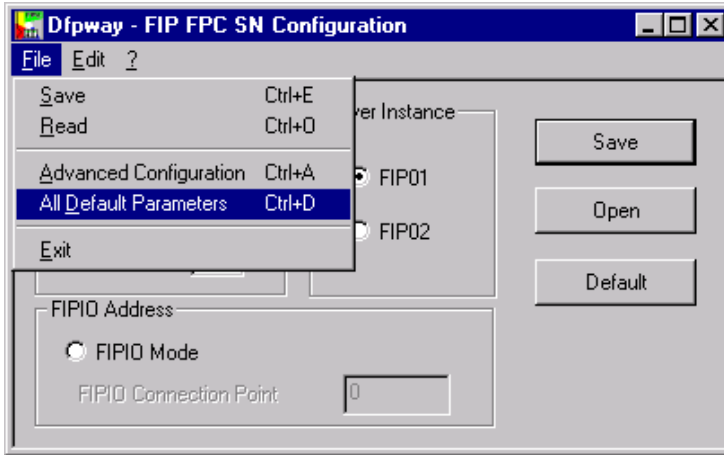 Dfpway - FIP FPC SN Configuration
File Edit ?
Save Ctrl+E
Read Ctrl+O
Advanced Configuration Ctrl+A
All Default Parameters Ctrl+D
Exit
ver Instance
FIP01
FIP02
Save
Open
Default
FIPIO Address
FIPIO Mode
FIPIO Connection Point 0